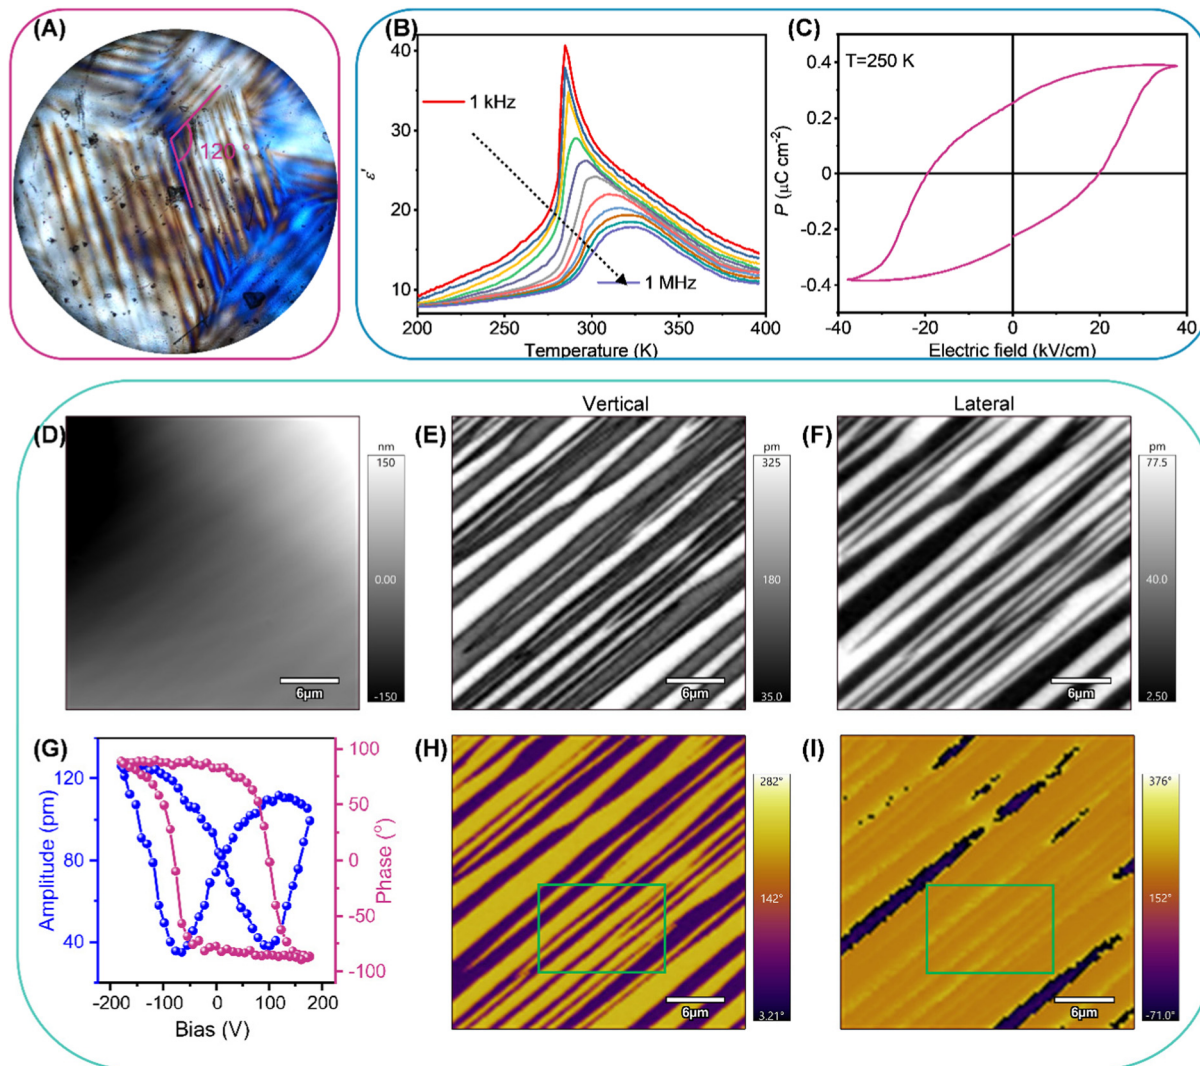 (A)
120 °
(B)
40
30
20
10
ε'
1 kHz
1 MHz
200 250 300 350 400
Temperature (K)
(C)
T=250 K
0.4
0.2
0
-0.2
-0.4
P (μC cm⁻²)
-40 -20 0 20 40
Electric field (kV/cm)
Vertical
Lateral
(D)
nm
150
0.00
-150
6μm
(E)
pm
325
180
35.0
6μm
(F)
pm
77.5
40.0
2.50
6μm
(G)
120
80
40
Amplitude (pm)
100
50
0
-50
-100
Phase (°)
-200 -100 0 100 200
Bias (V)
(H)
282°
142°
3.21°
6μm
(I)
376°
152°
-71.0°
6μm